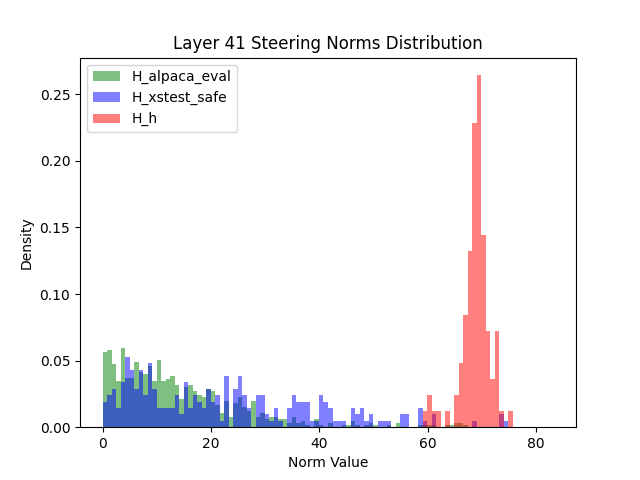 Layer 41 Steering Norms Distribution
H_alpaca_eval
H_xstest_safe
H_h
0.25
0.20
0.15
0.10
0.05
0.00
Density
0 20 40 60 80
Norm Value